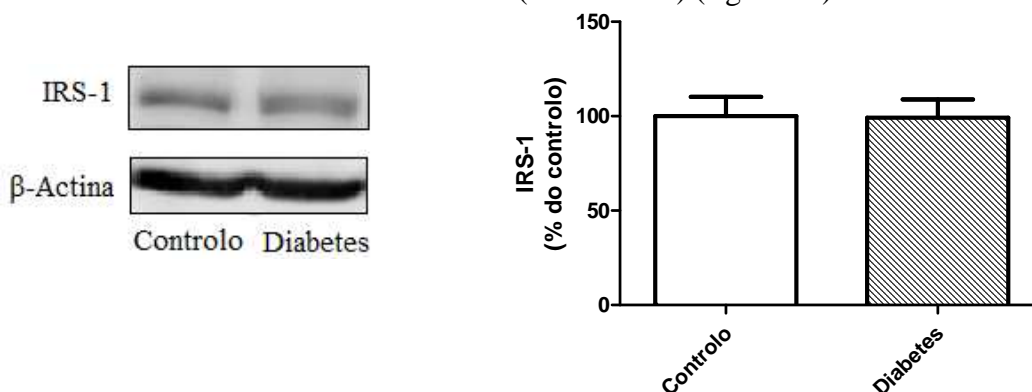 IRS-1
β-Actina
Controlo Diabetes
150
100
50
0
IRS-1
(% do controlo)
Controlo
Diabetes